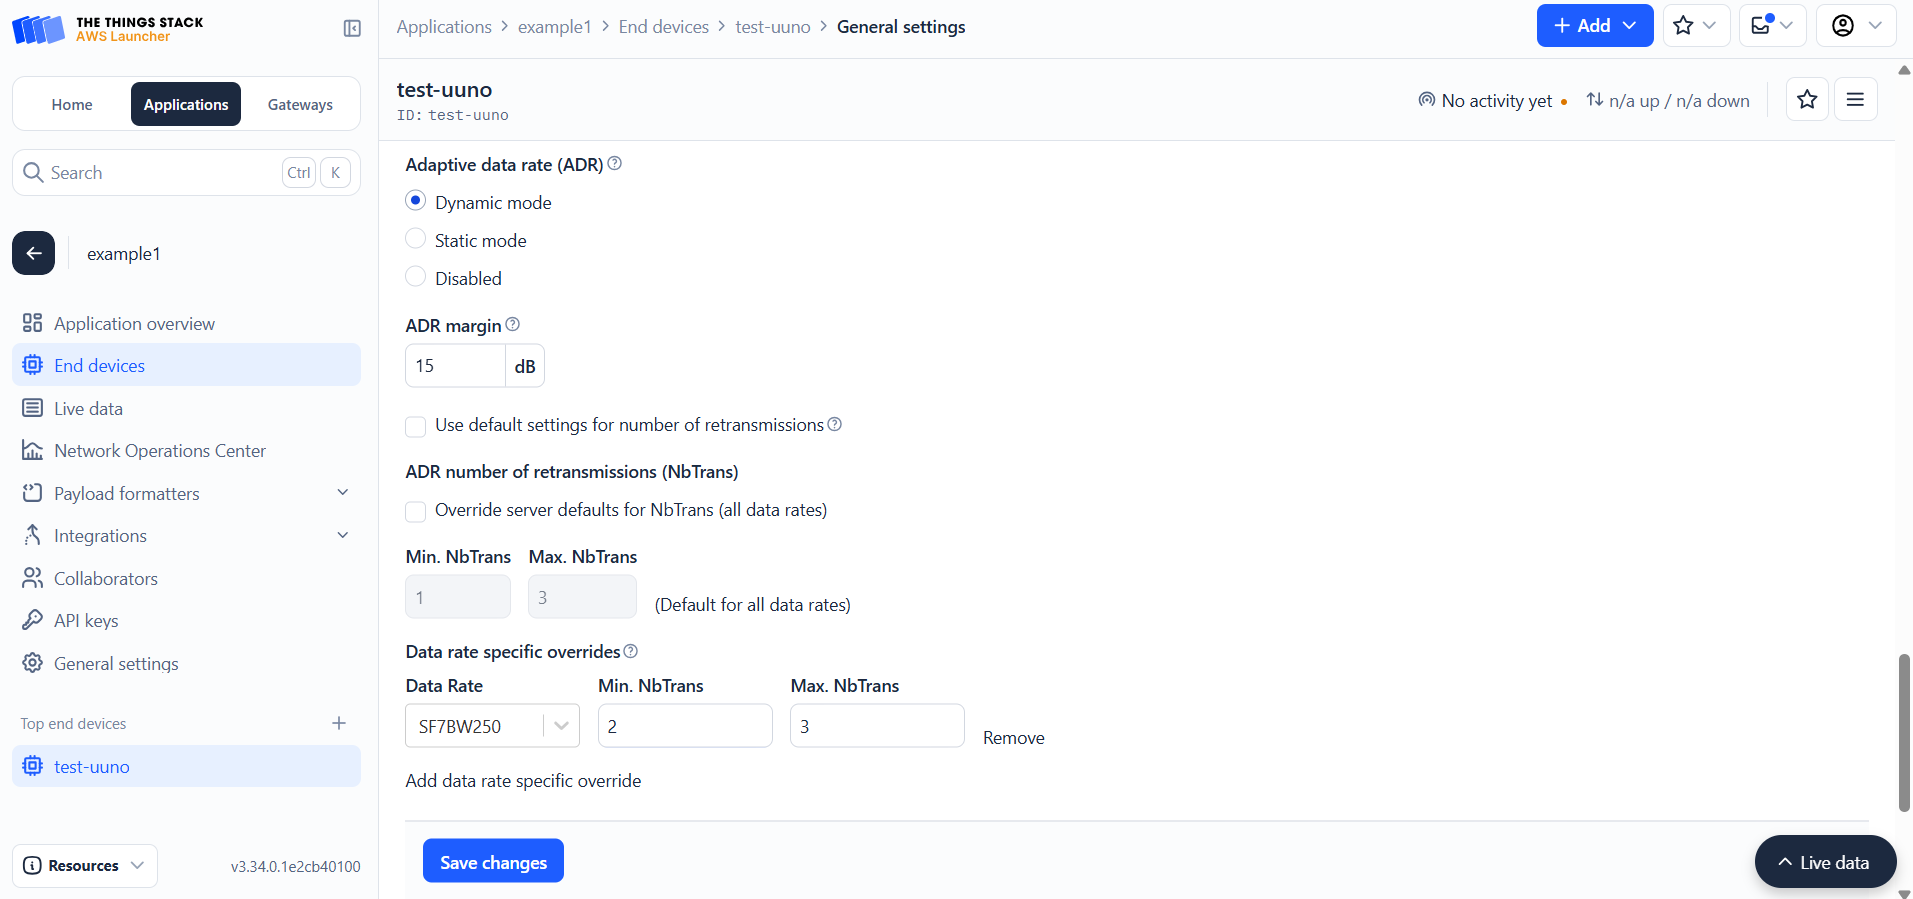 THE THINGS STACK
AWS Launcher
Applications > example1 > End devices > test-uuno > General settings
+ Add
Home Applications Gateways
test-uuno
ID: test-uuno
No activity yet
n/a up / n/a down
Search Ctrl K
example1
Application overview
End devices
Live data
Network Operations Center
Payload formatters
Integrations
Collaborators
API keys
General settings
Top end devices +
test-uuno
Resources
v3.34.0.1e2cb40100
Adaptive data rate (ADR) ?
Dynamic mode
Static mode
Disabled
ADR margin ?
15 dB
Use default settings for number of retransmissions ?
ADR number of retransmissions (NbTrans)
Override server defaults for NbTrans (all data rates)
Min. NbTrans Max. NbTrans
1 3 (Default for all data rates)
Data rate specific overrides ?
Data Rate Min. NbTrans Max. NbTrans
SF7BW250 2 3 Remove
Add data rate specific override
Save changes
Live data